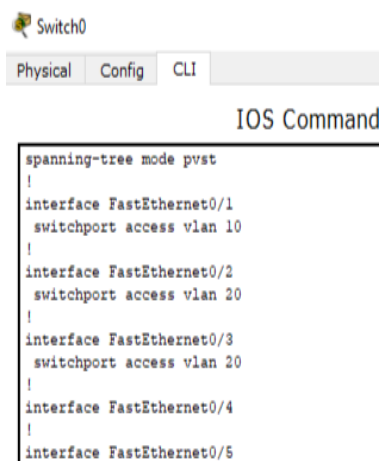 Switch0
Physical Config CLI
IOS Command
spanning-tree mode pvst
!
interface FastEthernet0/1
switchport access vlan 10
!
interface FastEthernet0/2
switchport access vlan 20
!
interface FastEthernet0/3
switchport access vlan 20
!
interface FastEthernet0/4
!
interface FastEthernet0/5